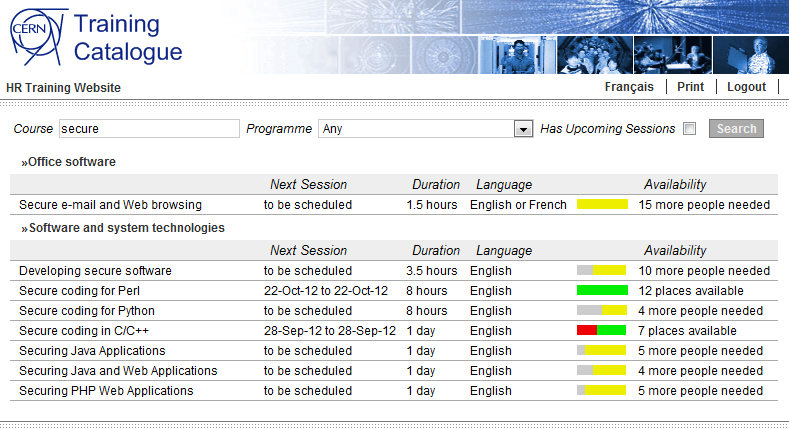 CERN
Training
Catalogue
HR Training Website Français Print Logout
Course secure Programme Any Has Upcoming Sessions Search
»Office software
Next Session Duration Language Availability
Secure e-mail and Web browsing to be scheduled 1.5 hours English or French 15 more people needed
»Software and system technologies
Next Session Duration Language Availability
Developing secure software to be scheduled 3.5 hours English 10 more people needed
Secure coding for Perl 22-Oct-12 to 22-Oct-12 8 hours English 12 places available
Secure coding for Python to be scheduled 8 hours English 4 more people needed
Secure coding in C/C++ 28-Sep-12 to 28-Sep-12 1 day English 7 places available
Securing Java Applications to be scheduled 1 day English 5 more people needed
Securing Java and Web Applications to be scheduled 1 day English 4 more people needed
Securing PHP Web Applications to be scheduled 1 day English 5 more people needed